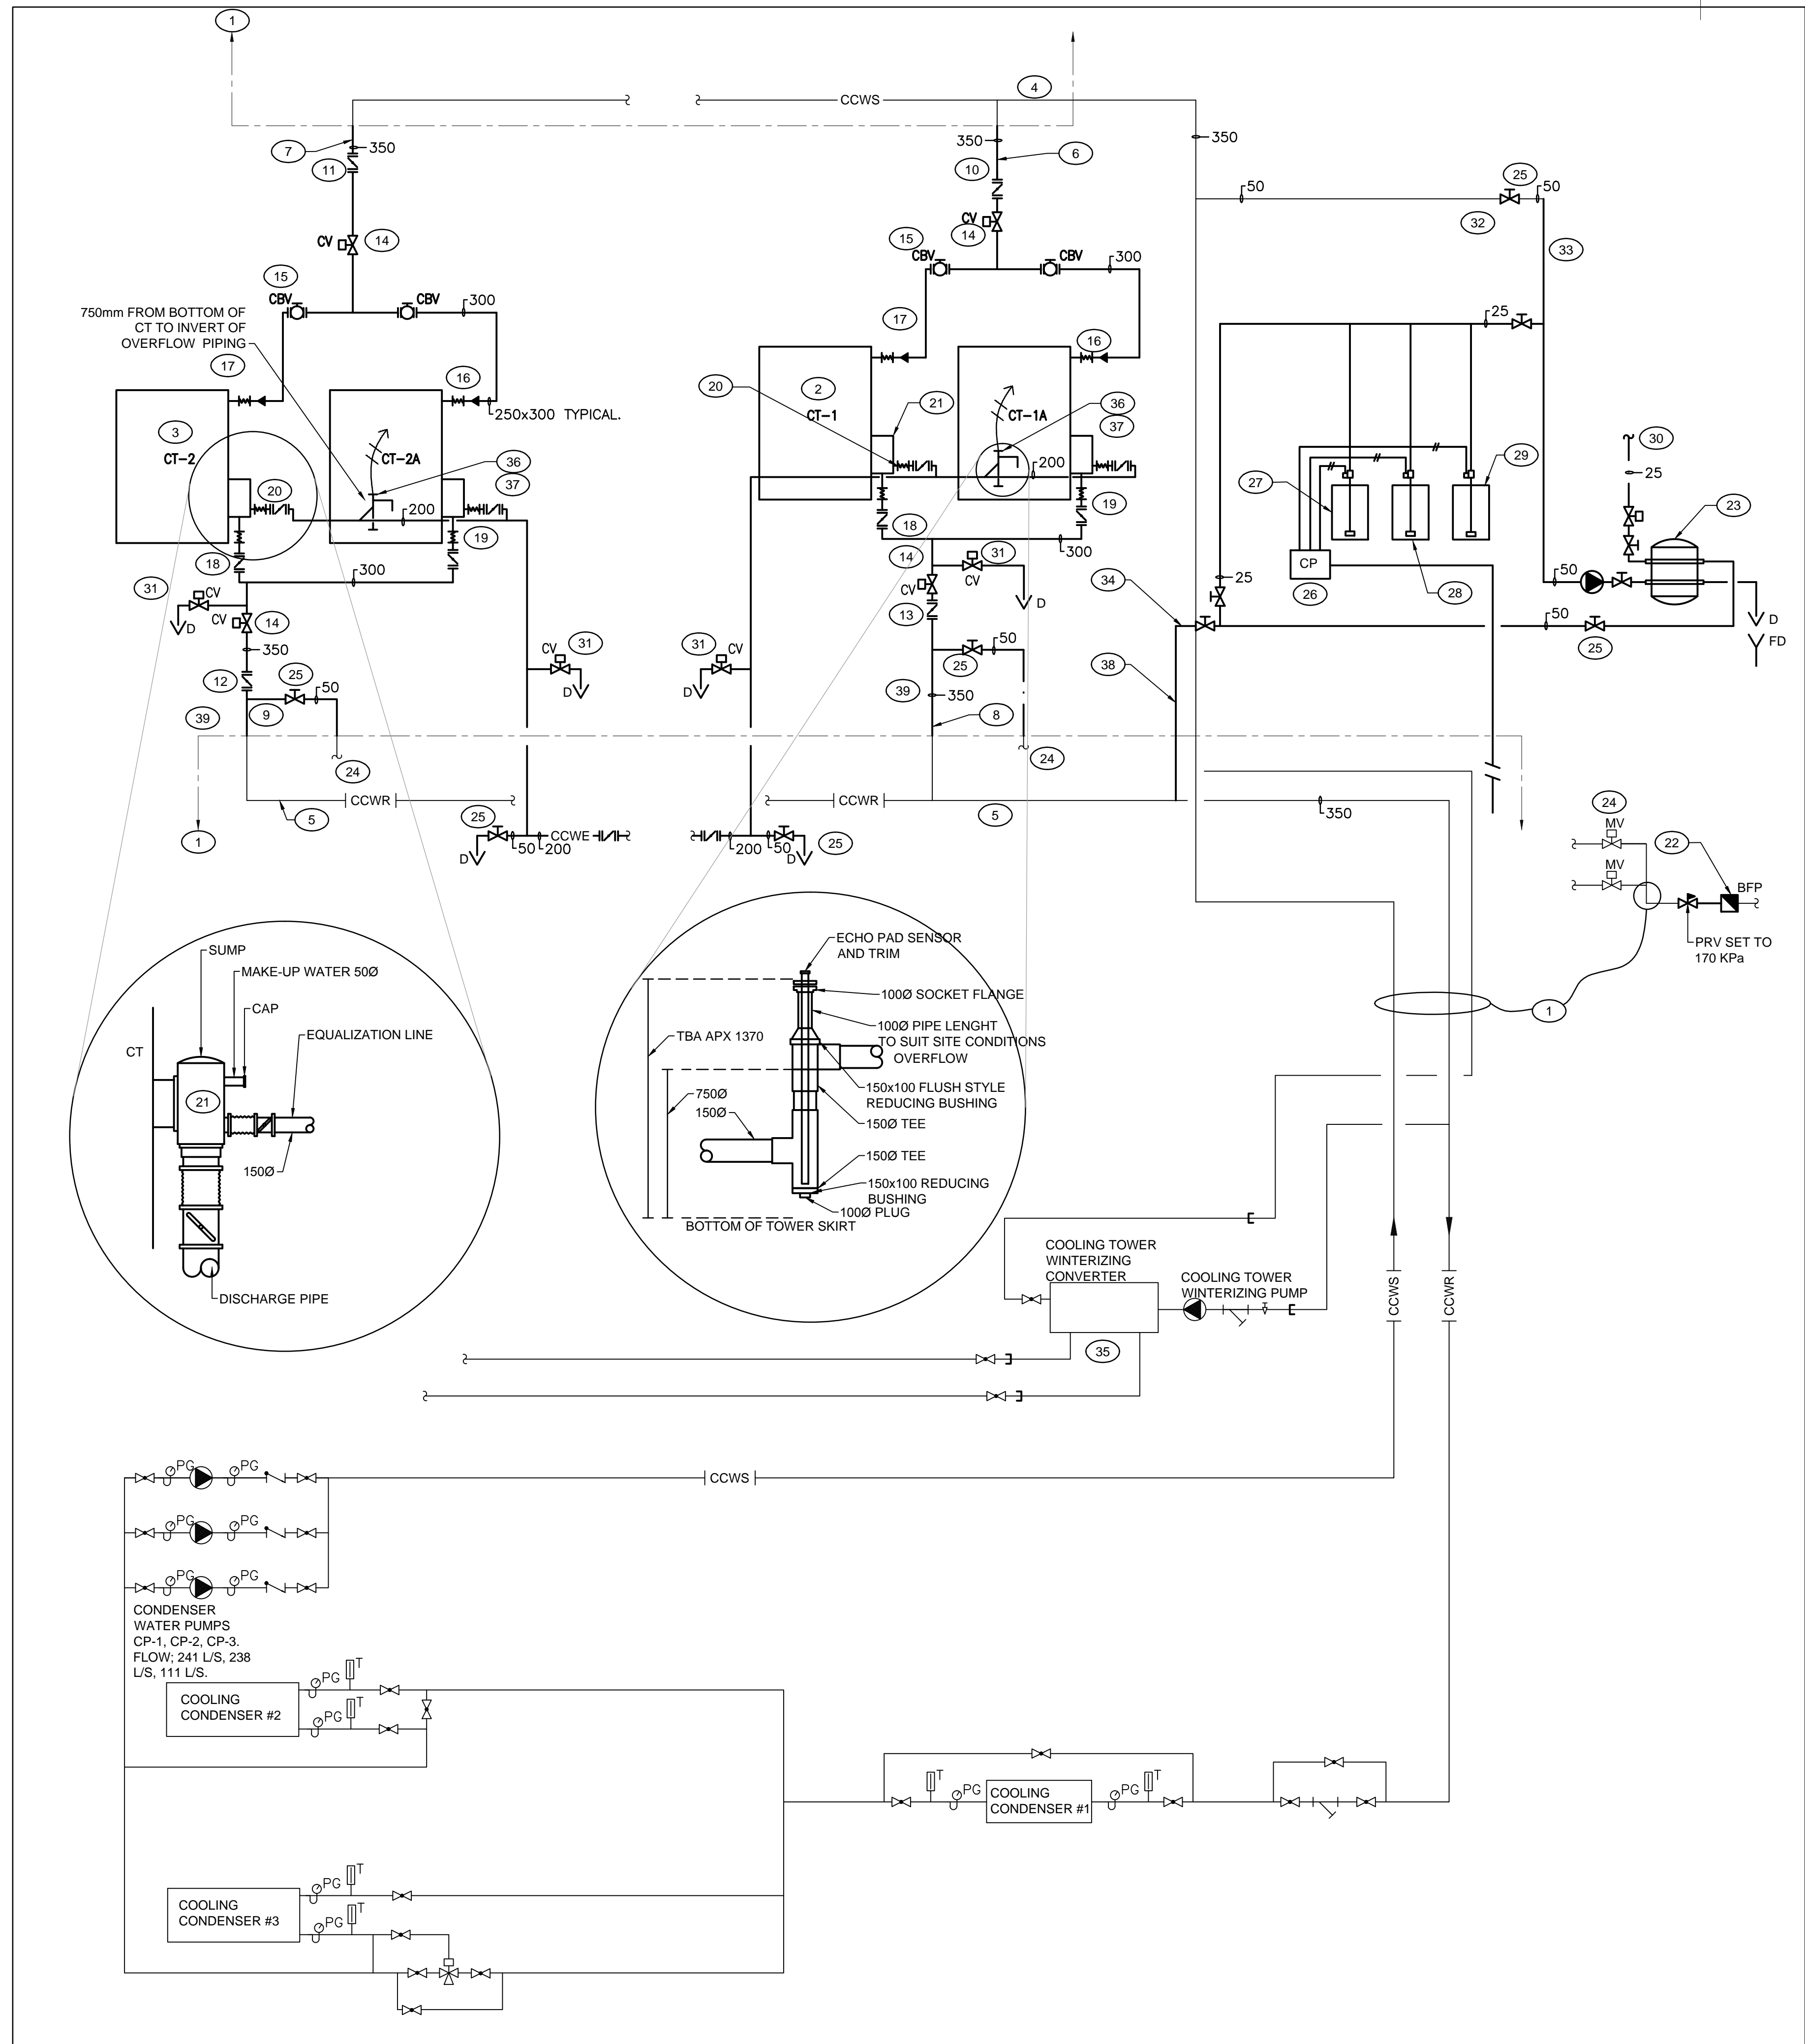 1
4
CCWS
350
7
350
11
350
6
10
CV
14
CV
14
50
25
50
32
33
15
CBV
CBV
300
15
CBV
CBV
300
750mm FROM BOTTOM OF
CT TO INVERT OF
OVERFLOW PIPING
17
16
250x300 TYPICAL.
17
16
25
3
CT-2
20
CT-2A
36
37
200
18
19
300
20
2
CT-1
21
CT-1A
36
37
200
18
19
300
27
28
29
CP
26
30
25
23
50
25
D
FD
50
25
31
CV
D
CV
14
350
12
25
50
39
9
24
31
CV
D
31
CV
D
14
CV
31
CV
D
13
50
25
39
350
8
24
34
38
CCWR
5
1
CCWR
5
350
25
D
50
200
CCWE
200
50
D
25
24
MV
MV
22
BFP
PRV SET TO
170 KPa
1
SUMP
MAKE-UP WATER 50Ø
CAP
EQUALIZATION LINE
CT
21
150Ø
DISCHARGE PIPE
ECHO PAD SENSOR
AND TRIM
100Ø SOCKET FLANGE
100Ø PIPE LENGHT
TO SUIT SITE CONDITIONS
OVERFLOW
TBA APX 1370
150x100 FLUSH STYLE
REDUCING BUSHING
750Ø
150Ø
150Ø TEE
150Ø TEE
150x100 REDUCING
BUSHING
100Ø PLUG
BOTTOM OF TOWER SKIRT
COOLING TOWER
WINTERIZING
CONVERTER
COOLING TOWER
WINTERIZING PUMP
35
CCWS
CCWR
PG
PG
CCWS
PG
PG
PG
PG
CONDENSER
WATER PUMPS
CP-1, CP-2, CP-3.
FLOW; 241 L/S, 238
L/S, 111 L/S.
COOLING
CONDENSER #2
PG
T
PG
T
T
PG
COOLING
CONDENSER #1
PG
T
COOLING
CONDENSER #3
PG
T
PG
T